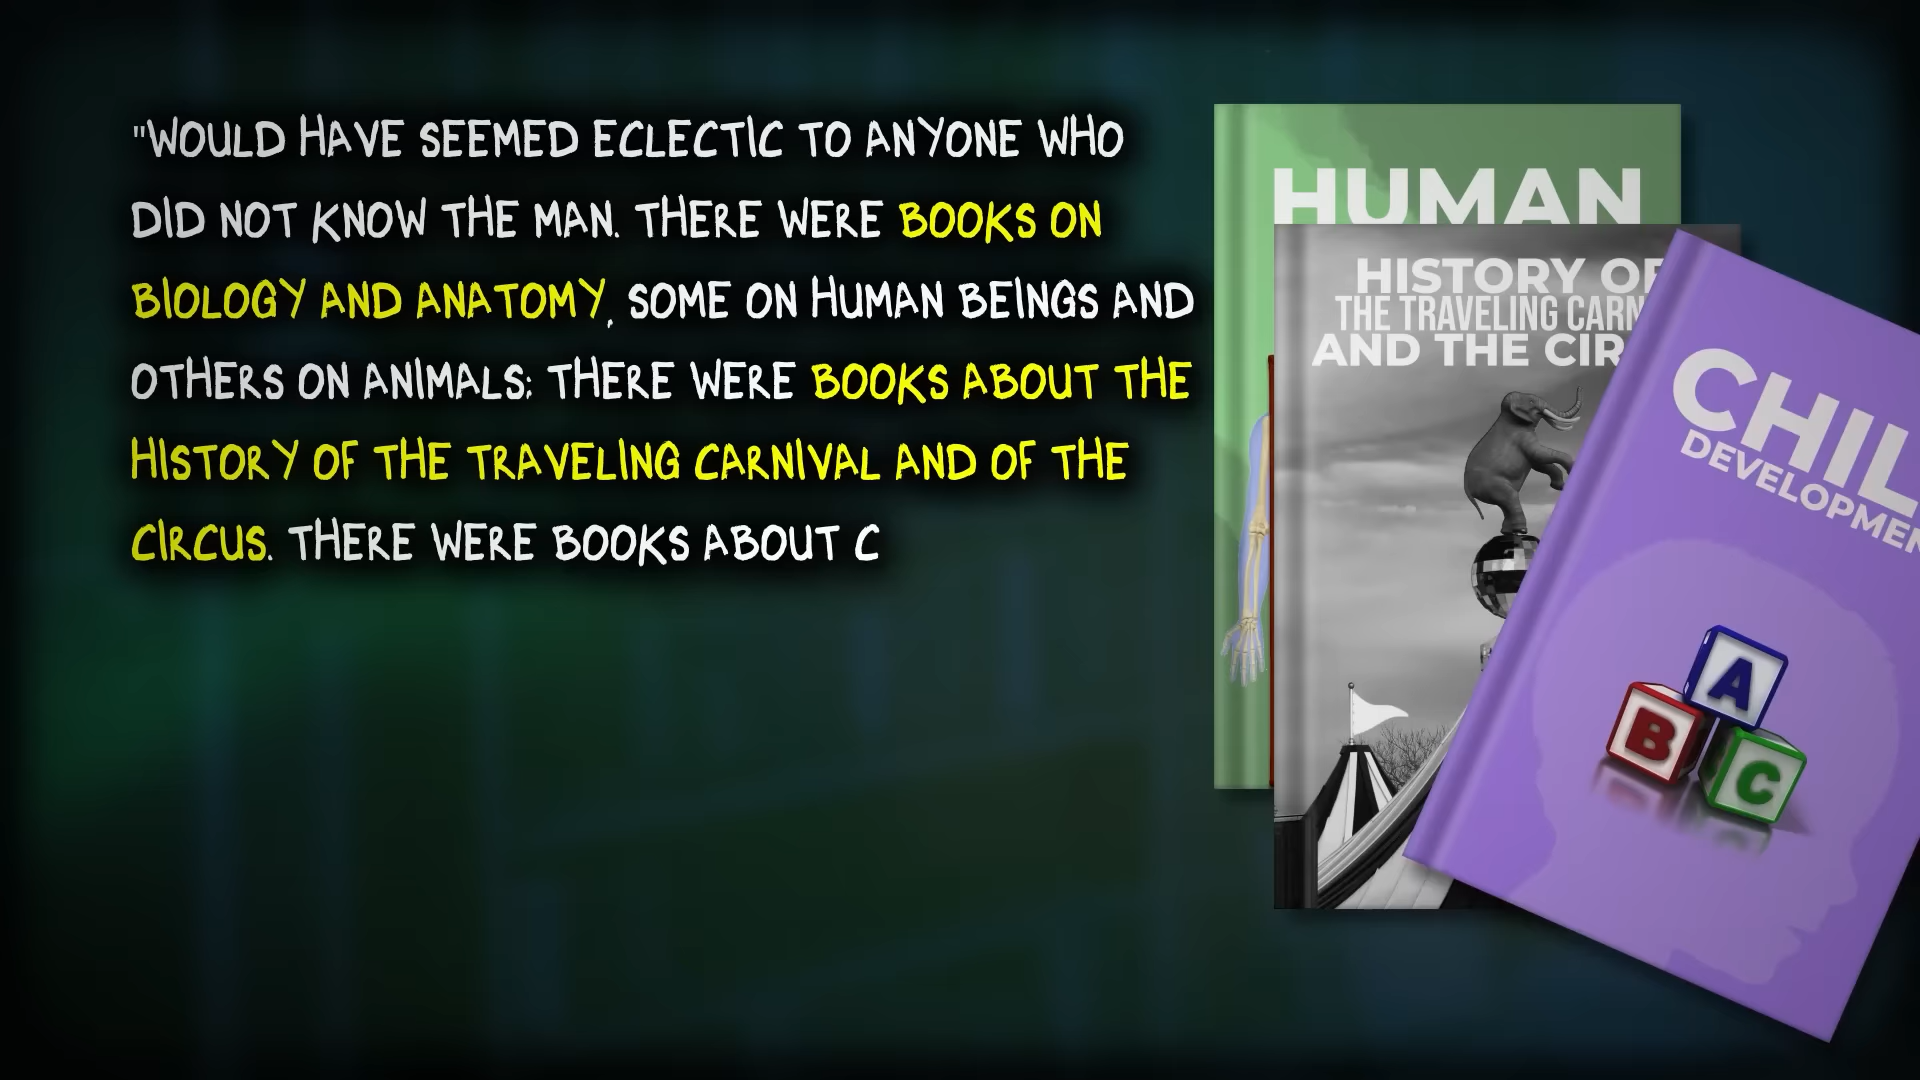 "WOULD HAVE SEEMED ECLECTIC TO ANYONE WHO
DID NOT KNOW THE MAN. THERE WERE BOOKS ON
BIOLOGY AND ANATOMY, SOME ON HUMAN BEINGS AND
OTHERS ON ANIMALS; THERE WERE BOOKS ABOUT THE
HISTORY OF THE TRAVELING CARNIVAL AND OF THE
CIRCUS. THERE WERE BOOKS ABOUT C
HUMAN
HISTORY OF
THE TRAVELING CARN
AND THE CIR
CHIL
DEVELOPMEN
A
B
C